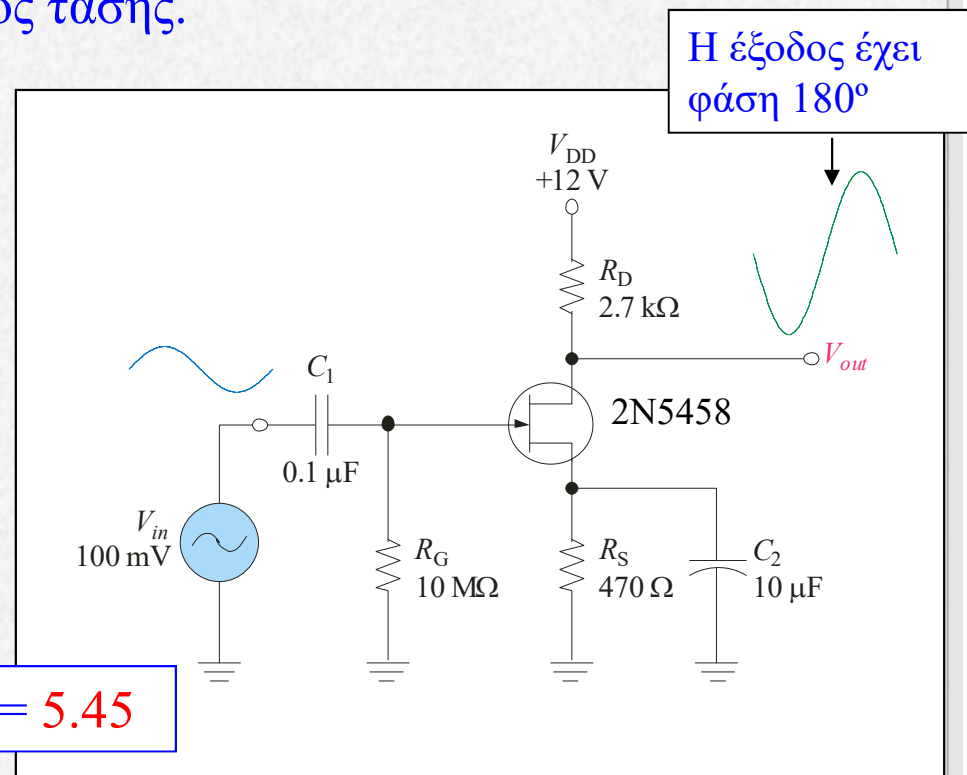 τάσης.
Η έξοδος έχει
φάση 180º
V_DD
+12 V
R_D
2.7 kΩ
V_out
C_1
2N5458
0.1 μF
V_in
100 mV
R_G
10 MΩ
R_S
470 Ω
C_2
10 μF
= 5.45